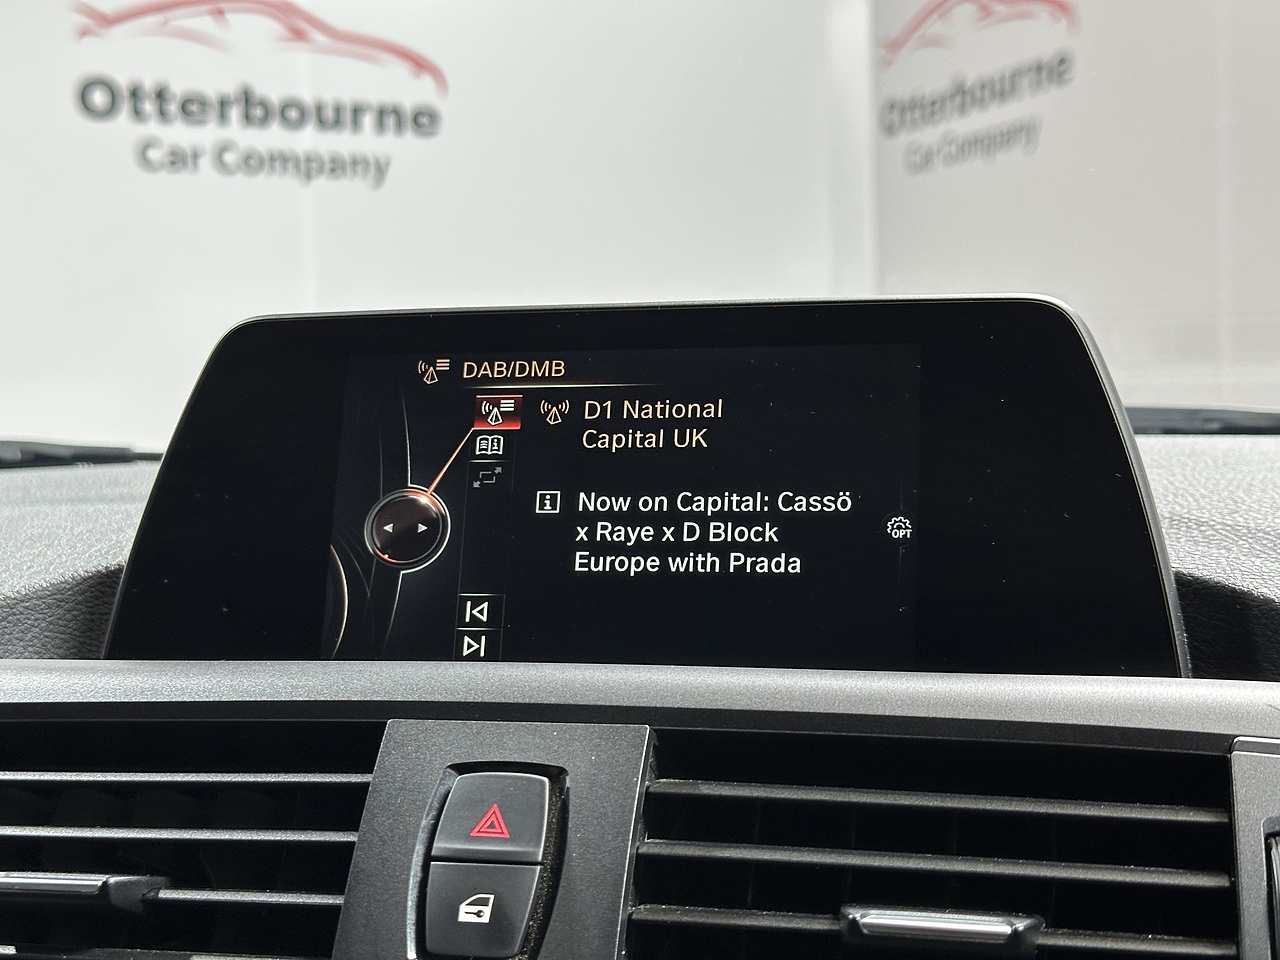 Otterbourne
Car Company
Otterbourne
Car Company
DAB/DMB
D1 National
Capital UK
Now on Capital: Cassö
x Raye x D Block
Europe with Prada
OPT